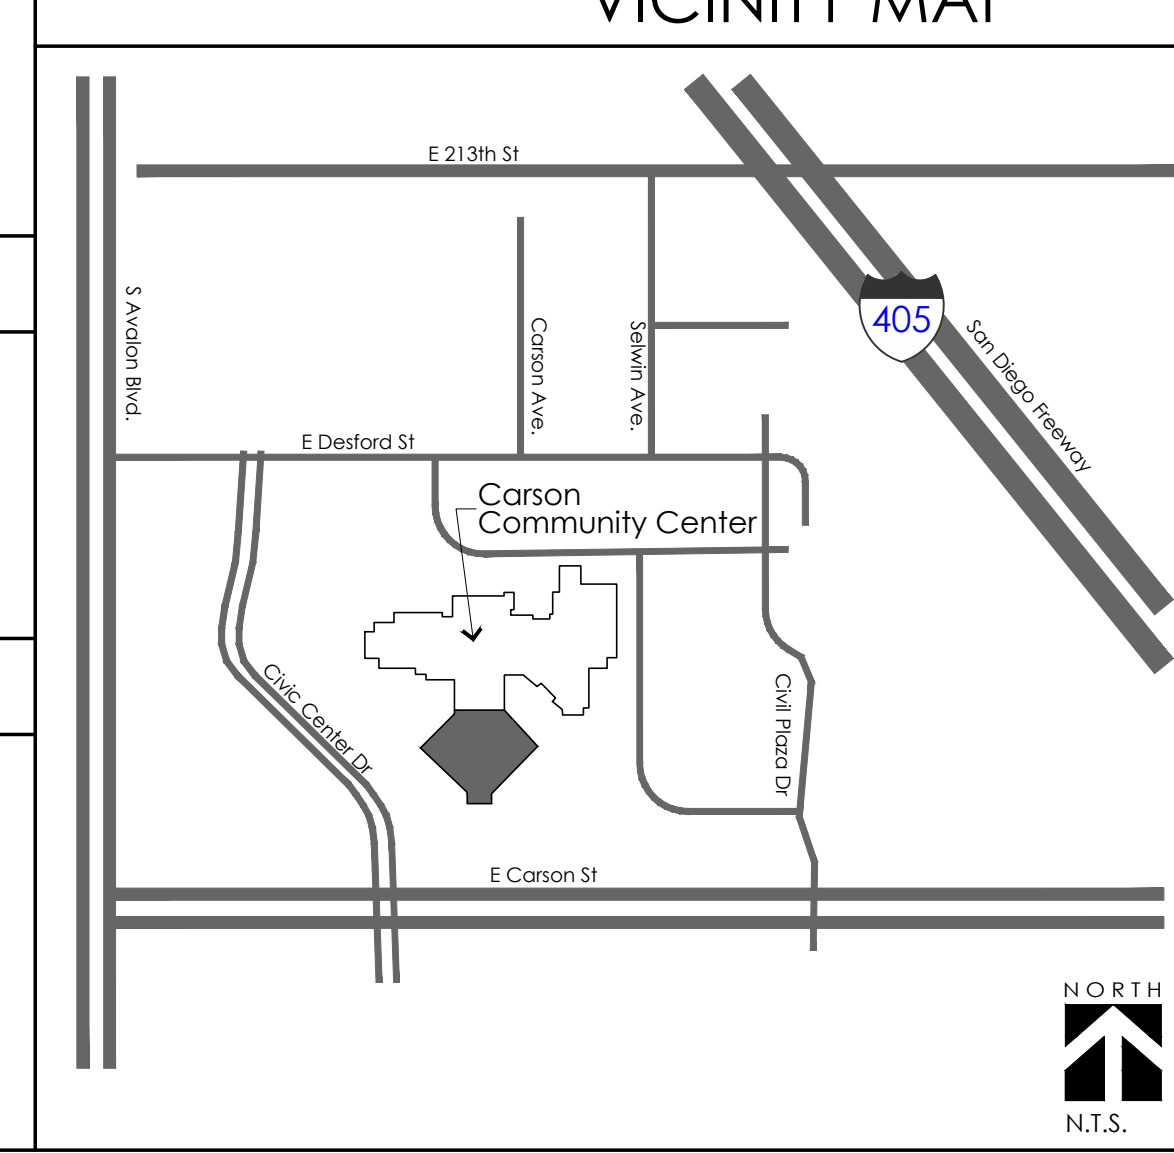 VICINITY MAP
E 213th St
S Avalon Blvd.
Carson Ave.
Selwin Ave.
405
San Diego Freeway
E Desford St
Carson
Community Center
Civic Center Dr
Civil Plaza Dr
E Carson St
NORTH
N.T.S.